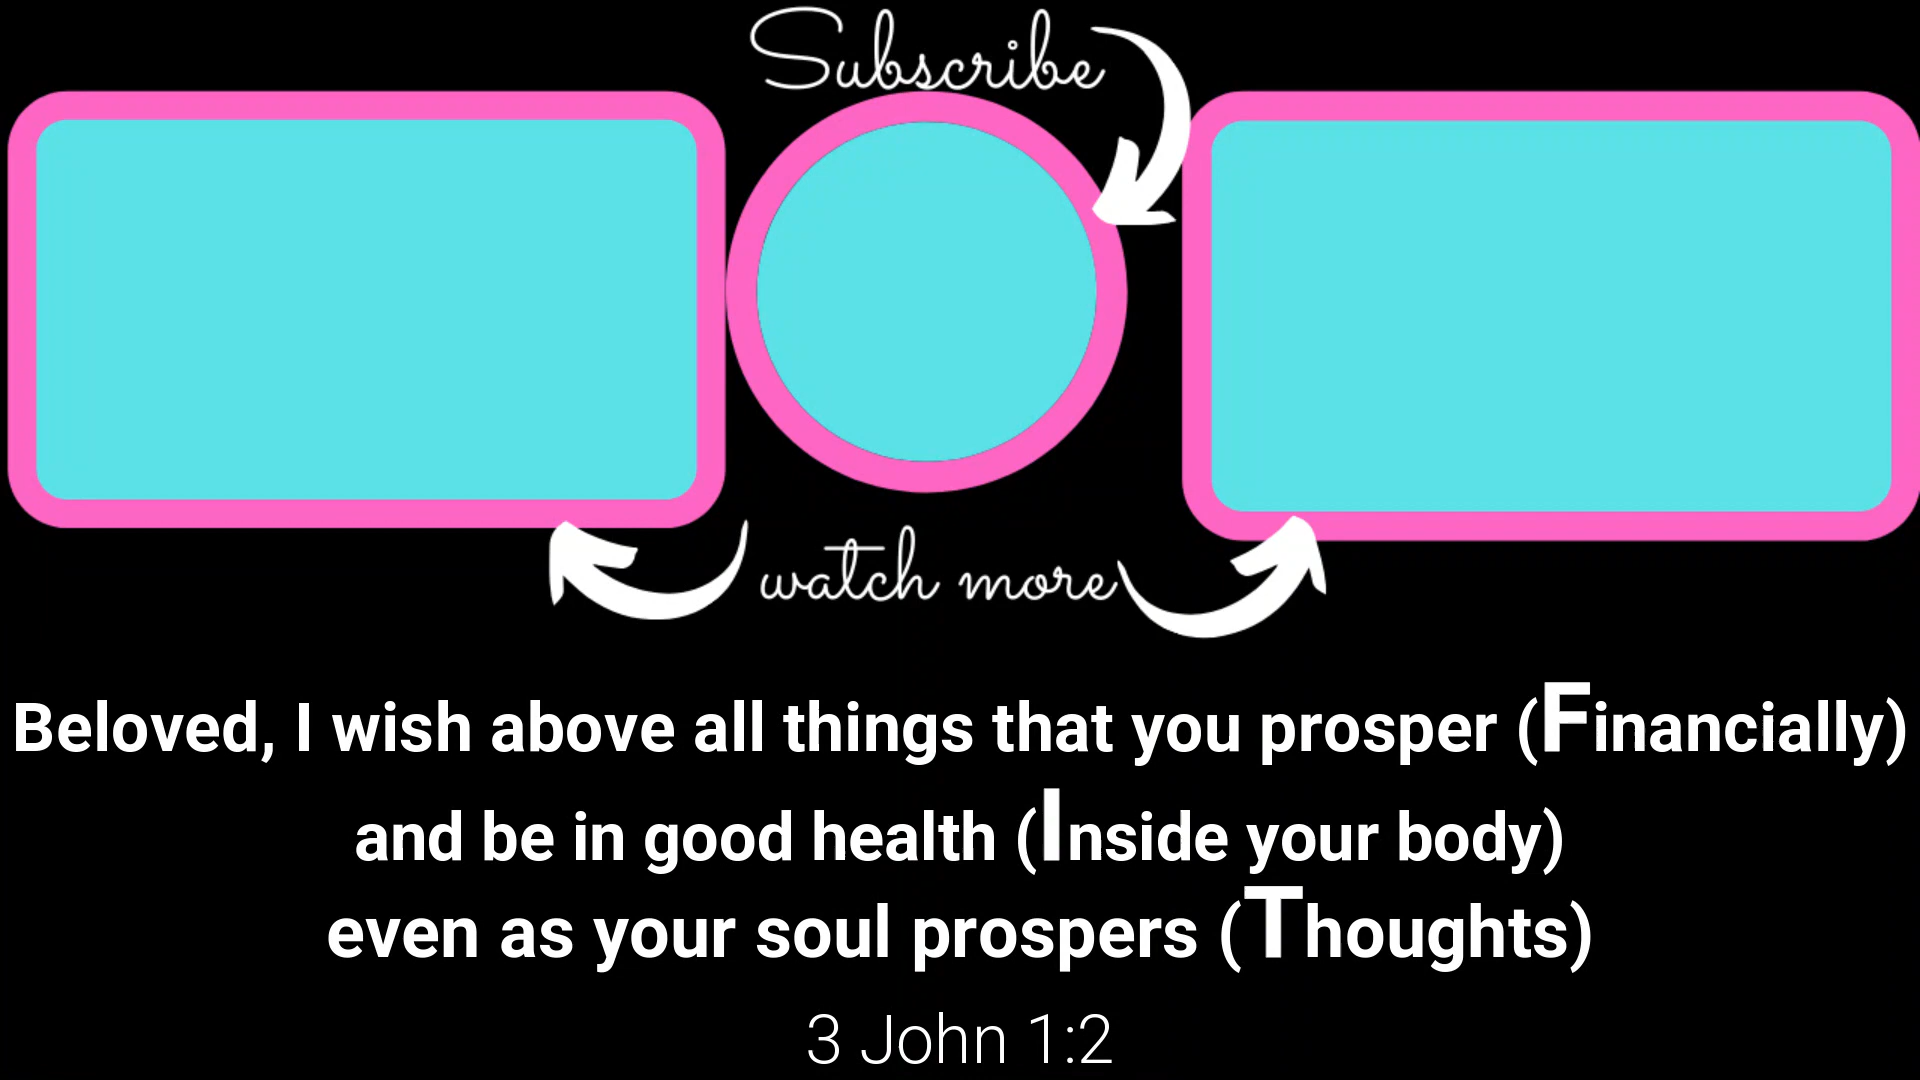 Subscribe
watch more
Beloved, I wish above all things that you prosper (Financially)
and be in good health (Inside your body)
even as your soul prospers (Thoughts)
3 John 1:2